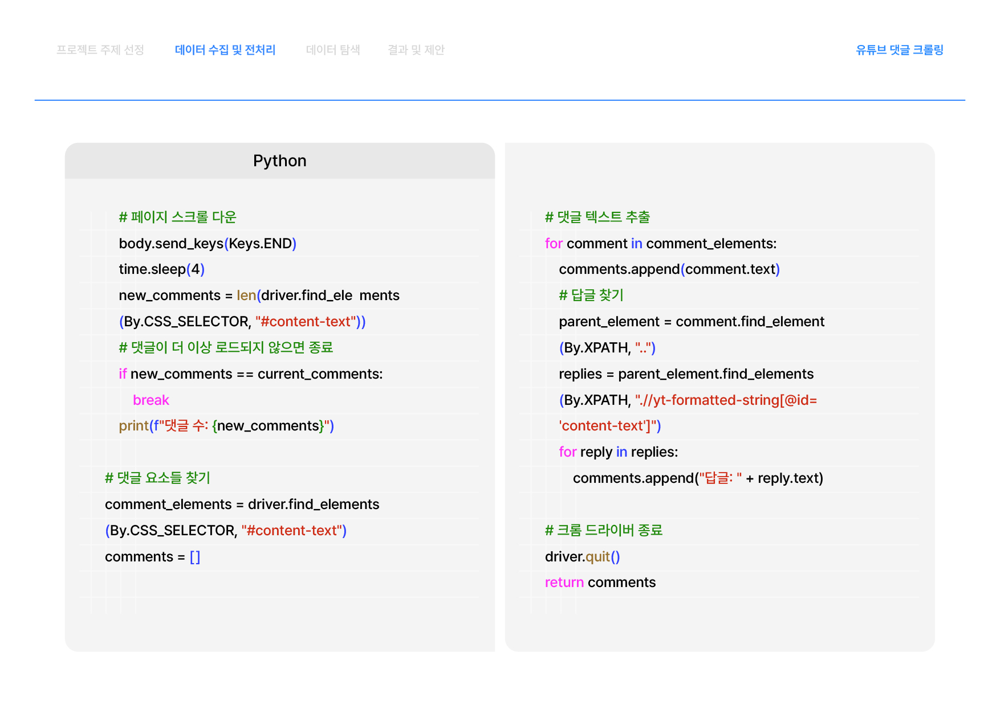 프로젝트 주제 선정
데이터 수집 및 전처리
데이터 탐색
결과 및 제안
유튜브 댓글 크롤링
Python
# 페이지 스크롤 다운
body.send_keys(Keys.END)
time.sleep(4)
new_comments = len(driver.find_ele ments
(By.CSS_SELECTOR, "#content-text"))
# 댓글이 더 이상 로드되지 않으면 종료
if new_comments == current_comments:
break
print(f"댓글 수: {new_comments}")
# 댓글 요소들 찾기
comment_elements = driver.find_elements
(By.CSS_SELECTOR, "#content-text")
comments = []
# 댓글 텍스트 추출
for comment in comment_elements:
comments.append(comment.text)
# 답글 찾기
parent_element = comment.find_element
(By.XPATH, "..")
replies = parent_element.find_elements
(By.XPATH, ".//yt-formatted-string[@id=
'content-text']")
for reply in replies:
comments.append("답글: " + reply.text)
# 크롬 드라이버 종료
driver.quit()
return comments